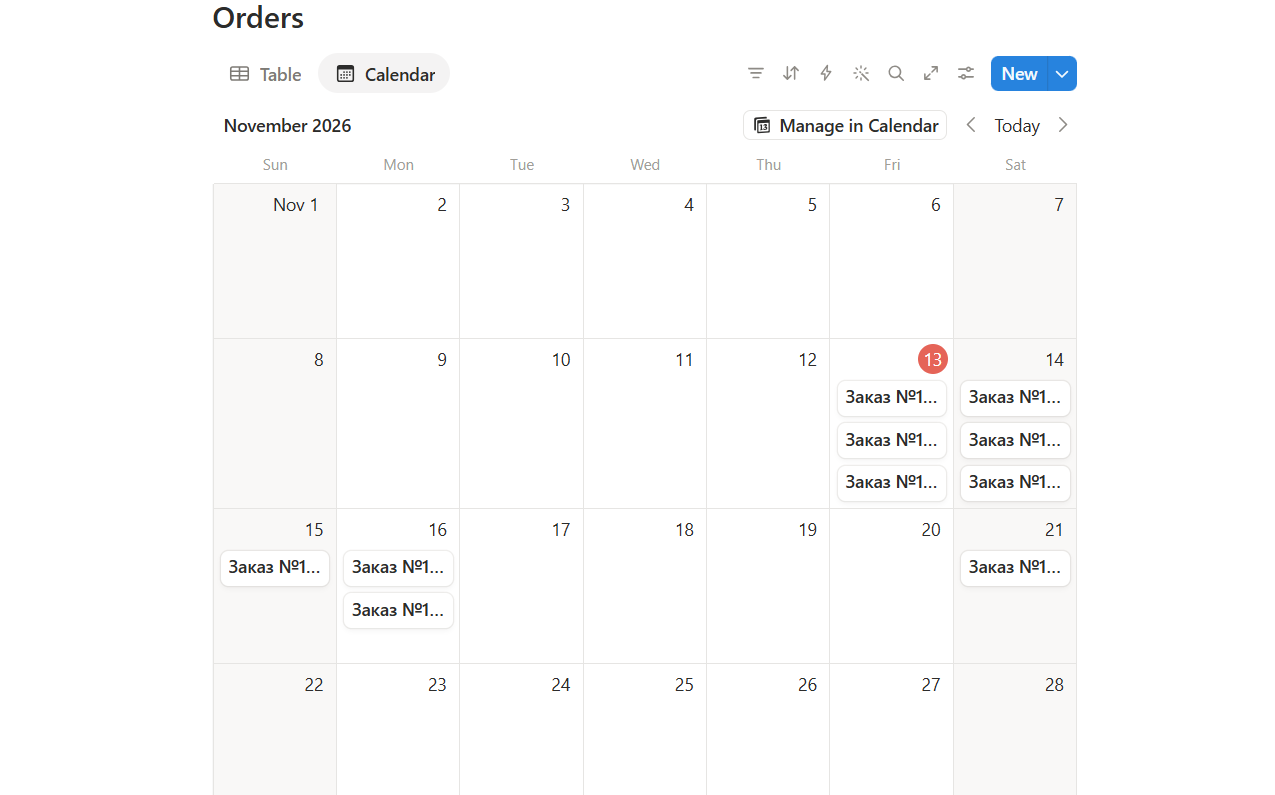 Orders
Table Calendar New
November 2026 Manage in Calendar Today
Sun Mon Tue Wed Thu Fri Sat
Nov 1 2 3 4 5 6 7
8 9 10 11 12 13 14
Заказ №1... Заказ №1...
Заказ №1... Заказ №1...
Заказ №1... Заказ №1...
15 16 17 18 19 20 21
Заказ №1... Заказ №1... Заказ №1...
Заказ №1...
22 23 24 25 26 27 28